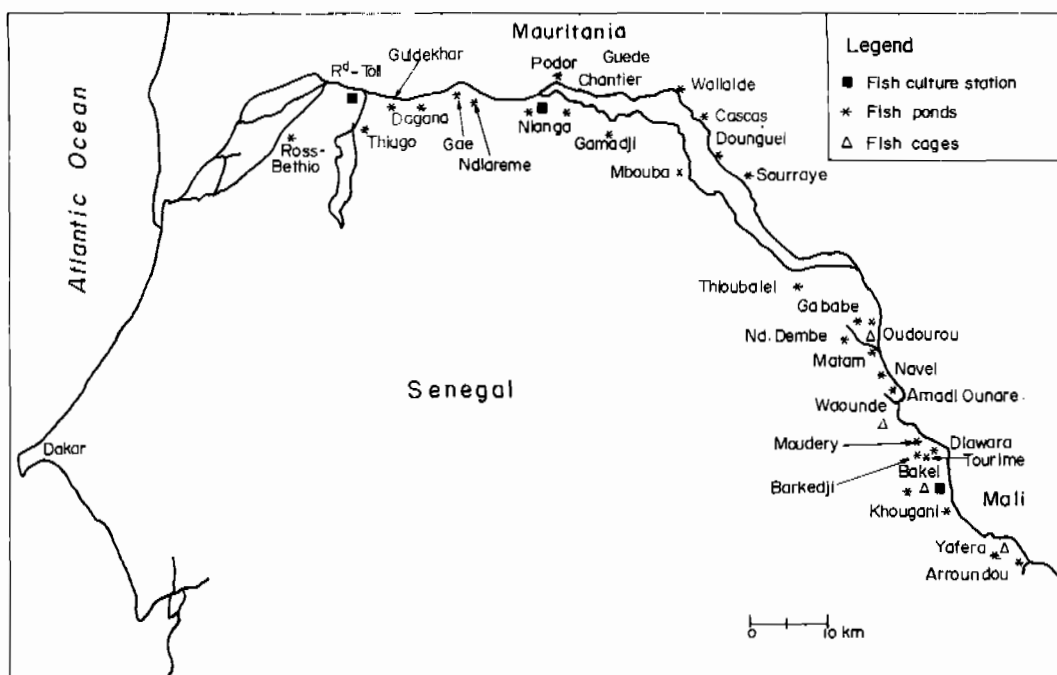 Mauritania
Legend
Fish culture station
Fish ponds
Fish cages
Atlantic Ocean
Rd-Toll
Guidekhar
Podor
Guede
Chantier
Wallalde
Cascas
Dounguel
Sourraye
Ross-
Bethio
Thiago
Dagana
Gae
Ndiareme
Nianga
Gamadji
Mbouba
Thioubalel
Gababe
Nd. Dembe
Oudourou
Matam
Navel
Amadi Ounare
Waounde
Moudery
Diawara
Tourime
Barkedji
Bakel
Khougani
Mali
Yafera
Arroundou
Senegal
Dakar
0 10 km